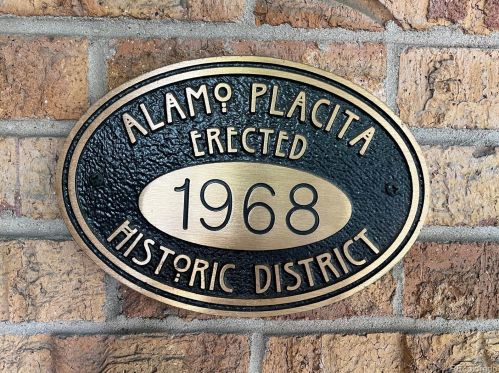 ALAMO PLACITA
ERECTED
1968
HISTORIC DISTRICT